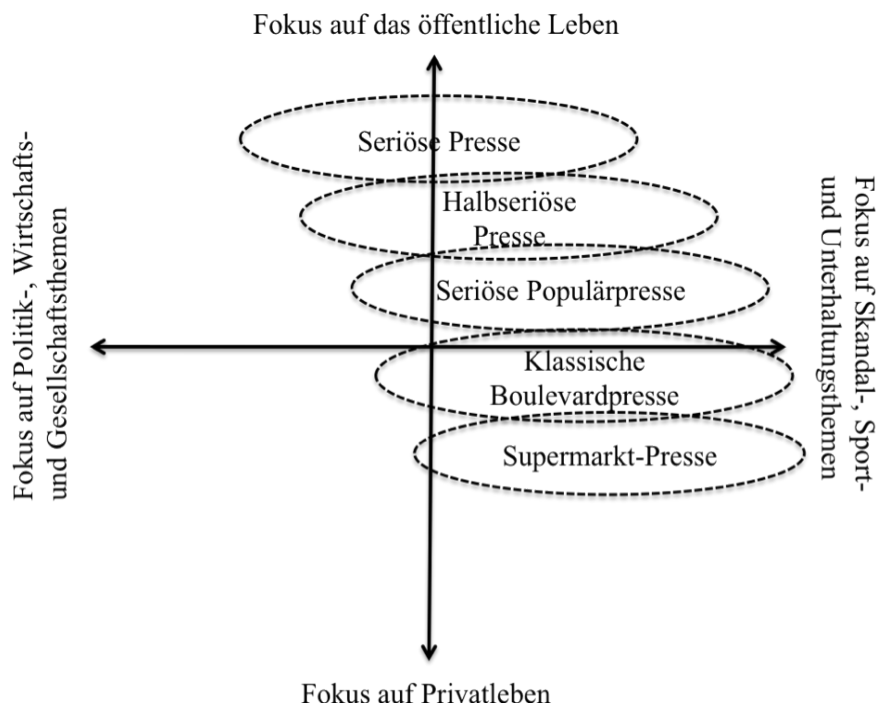 Fokus auf das öffentliche Leben
Fokus auf Politik-, Wirtschafts-
und Gesellschaftsthemen
Seriöse Presse
Halbseriöse
Presse
Seriöse Populärpresse
Klassische
Boulevardpresse
Supermarkt-Presse
Fokus auf Skandal-, Sport-
und Unterhaltungsthemen
Fokus auf Privatleben